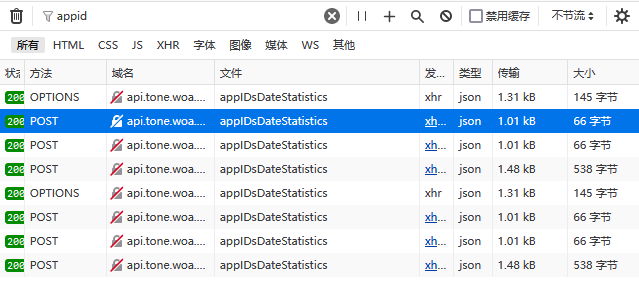 appid 禁用缓存 不节流
所有 HTML CSS JS XHR 字体 图像 媒体 WS 其他
方法 域名 文件 发... 类型 传输 大小
200 OPTIONS api.tone.woa.... appIDsDateStatistics xhr json 1.31 kB 145 字节
200 POST api.tone.woa.... appIDsDateStatistics xh... json 1.01 kB 66 字节
200 POST api.tone.woa.... appIDsDateStatistics xh... json 1.01 kB 66 字节
200 POST api.tone.woa.... appIDsDateStatistics xh... json 1.48 kB 538 字节
200 OPTIONS api.tone.woa.... appIDsDateStatistics xhr json 1.31 kB 145 字节
200 POST api.tone.woa.... appIDsDateStatistics xh... json 1.01 kB 66 字节
200 POST api.tone.woa.... appIDsDateStatistics xh... json 1.01 kB 66 字节
200 POST api.tone.woa.... appIDsDateStatistics xh... json 1.48 kB 538 字节